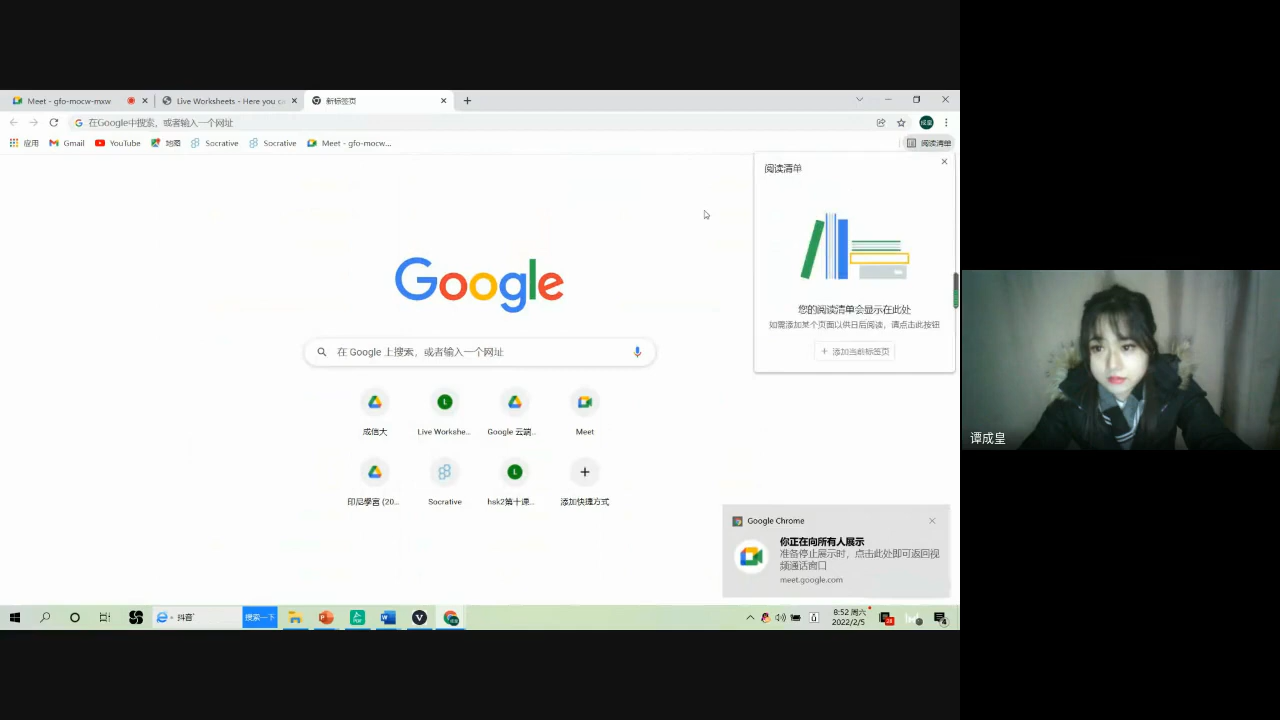 Meet - gfo-mocw-mxw
Live Worksheets - Here you c
新标签页
在Google中搜索，或者输入一个网址
成皇
应用
Gmail
YouTube
地图
Socrative
Socrative
Meet - gfo-mocw...
阅读清单
阅读清单
您的阅读清单会显示在此处
如需添加某个页面以供日后阅读，请点击此按钮
+ 添加当前标签页
Google
在 Google 上搜索，或者输入一个网址
成信大
L
Live Workshe...
Google 云端...
Meet
印尼學習 (20...
Socrative
L
hsk2第十课...
添加快捷方式
谭成皇
Google Chrome
你正在向所有人展示
准备停止展示时，点击此处即可返回视
频通话窗口
meet.google.com
抖音
搜索一下
PDF
W
V
8:52 周六
2022/2/5
4